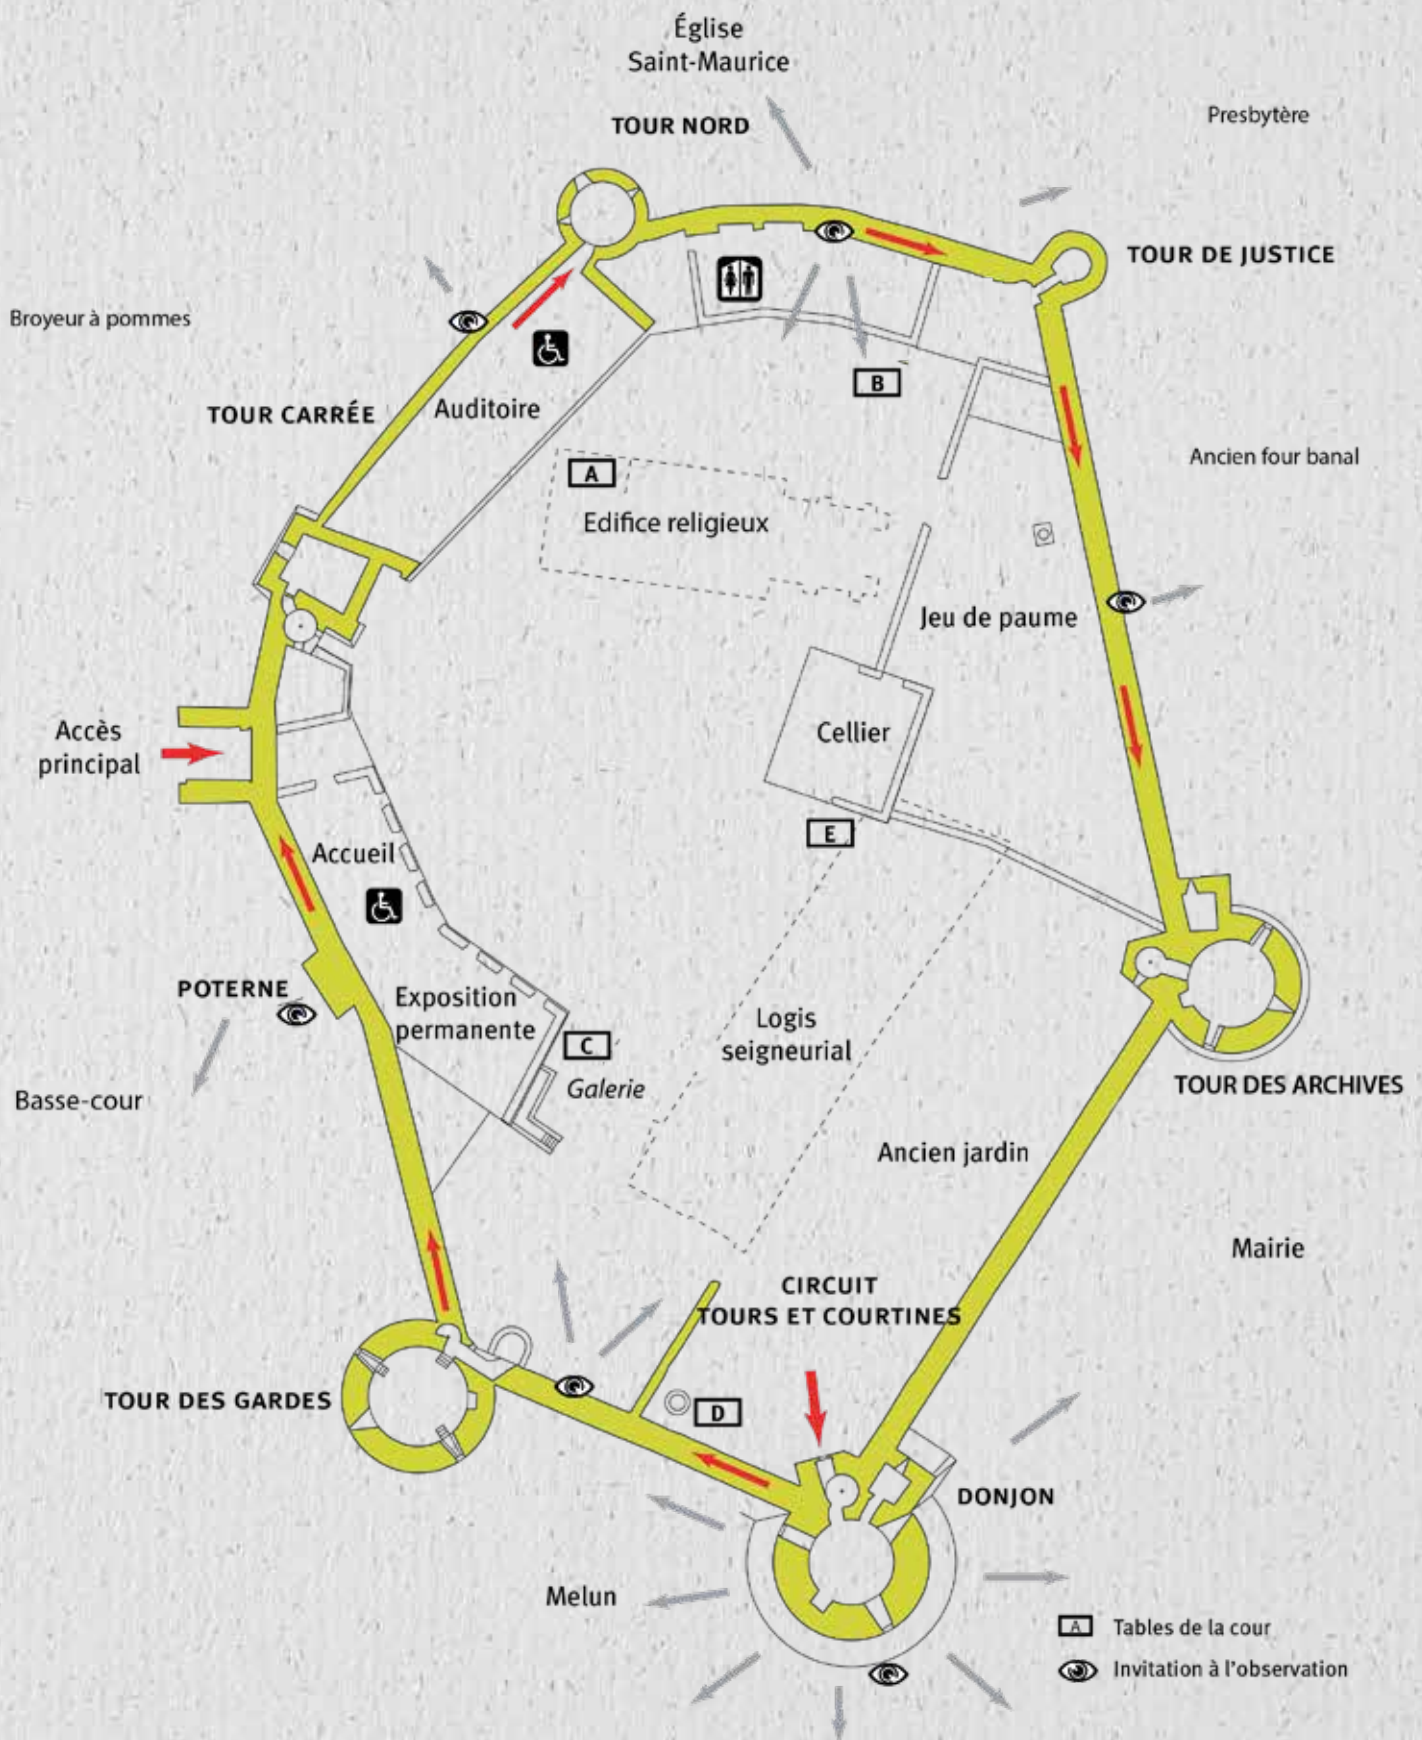 Église
Saint-Maurice
TOUR NORD
Presbytère
TOUR DE JUSTICE
Broyeur à pommes
B
TOUR CARRÉE
Auditoire
Ancien four banal
A
Edifice religieux
Jeu de paume
Accès
principal
Cellier
E
Accueil
POTERNE
Exposition
permanente
Logis
seigneurial
C
Galerie
Basse-cour
TOUR DES ARCHIVES
Ancien jardin
Mairie
CIRCUIT
TOURS ET COURTINES
TOUR DES GARDES
D
DONJON
Melun
A Tables de la cour
Invitation à l'observation